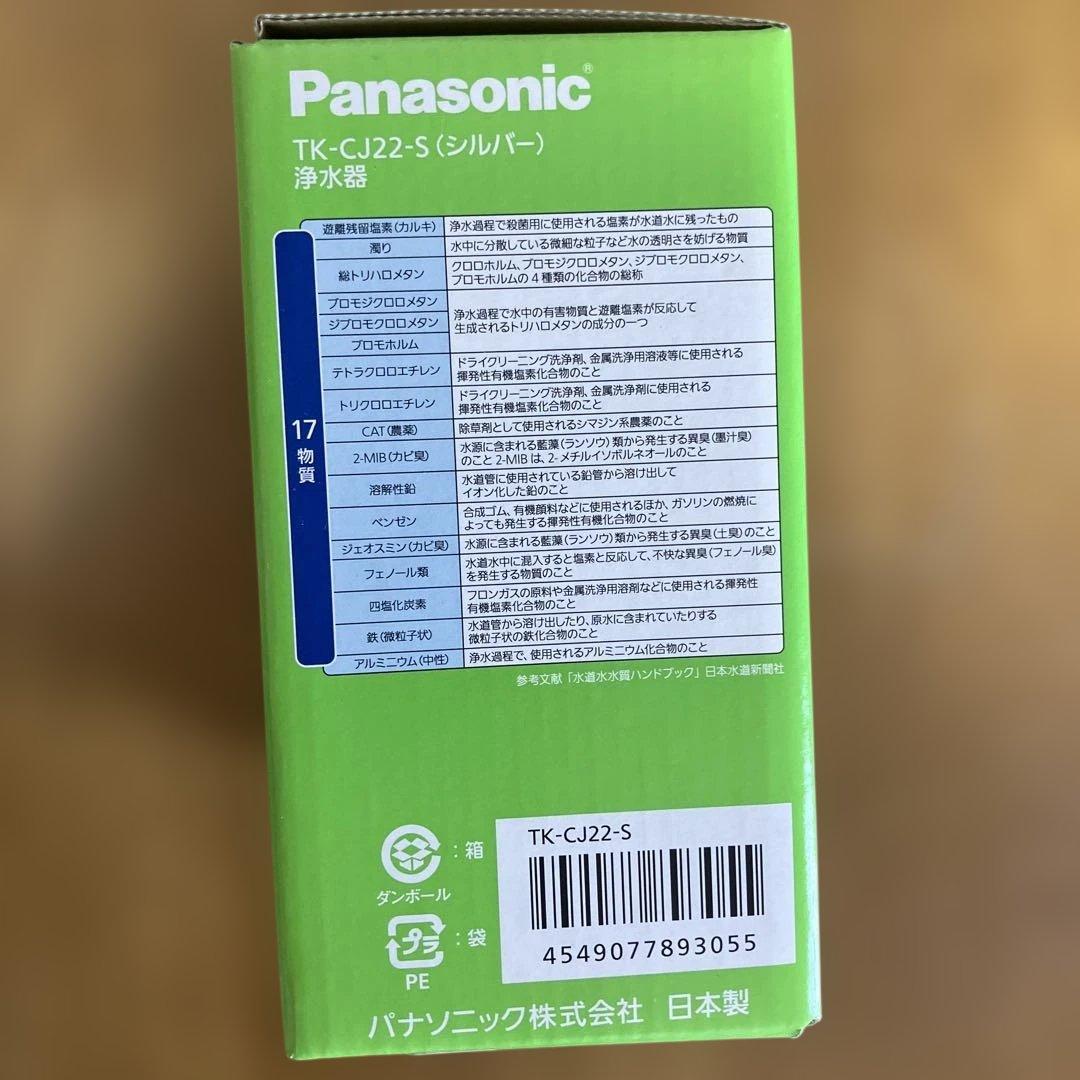 Panasonic®
TK-CJ22-S(シルバー)
浄水器
17
物質
遊離残留塩素(カルキ) 浄水過程で殺菌用に使用される塩素が水道水に残ったもの
濁り 水中に分散している微細な粒子など水の透明さを妨げる物質
総トリハロメタン クロロホルム、ブロモジクロロメタン、ジブロモクロロメタン、
ブロモホルムの4種類の化合物の総称
ブロモジクロロメタン
ジブロモクロロメタン
ブロモホルム
浄水過程で水中の有害物質と遊離塩素が反応して
生成されるトリハロメタンの成分の一つ
テトラクロロエチレン ドライクリーニング洗浄剤、金属洗浄用溶液等に使用される
揮発性有機塩素化合物のこと
トリクロロエチレン ドライクリーニング洗浄剤、金属洗浄剤に使用される
揮発性有機塩素化合物のこと
CAT(農薬) 除草剤として使用されるシマジン系農薬のこと
2-MIB(カビ臭) 水源に含まれる藍藻(ランソウ)類から発生する異臭(墨汁臭)
のこと 2-MIBは、2-メチルイソボルネオールのこと
溶解性鉛 水道管に使用されている鉛管から溶け出して
イオン化した鉛のこと
ベンゼン 合成ゴム、有機顔料などに使用されるほか、ガソリンの燃焼に
よっても発生する揮発性有機化合物のこと
ジェオスミン(カビ臭) 水源に含まれる藍藻(ランソウ)類から発生する異臭(土臭)のこと
フェノール類 水道水中に混入すると塩素と反応して、不快な異臭(フェノール臭)
を発生する物質のこと
四塩化炭素 フロンガスの原料や金属洗浄用溶剤などに使用される揮発性
有機塩素化合物のこと
鉄(微粒子状) 水道管から溶け出したり、原水に含まれていたりする
微粒子状の鉄化合物のこと
アルミニウム(中性) 浄水過程で、使用されるアルミニウム化合物のこと
参考文献「水道水水質ハンドブック」日本水道新聞社
:箱
ダンボール
プラ
:袋
PE
TK-CJ22-S
4549077893055
パナソニック株式会社 日本製